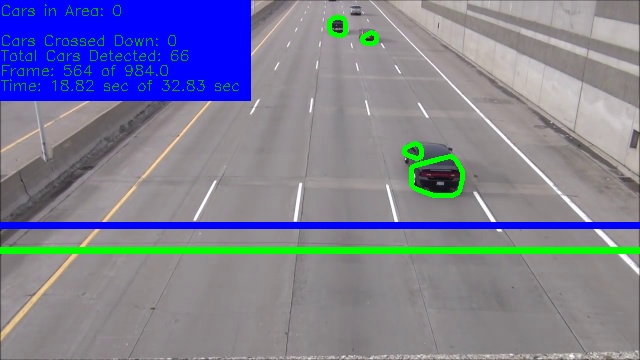 Cars in Area: 0
Cars Crossed Down: 0
Total Cars Detected: 66
Frame: 564 of 984.0
Time: 18.82 sec of 32.83 sec